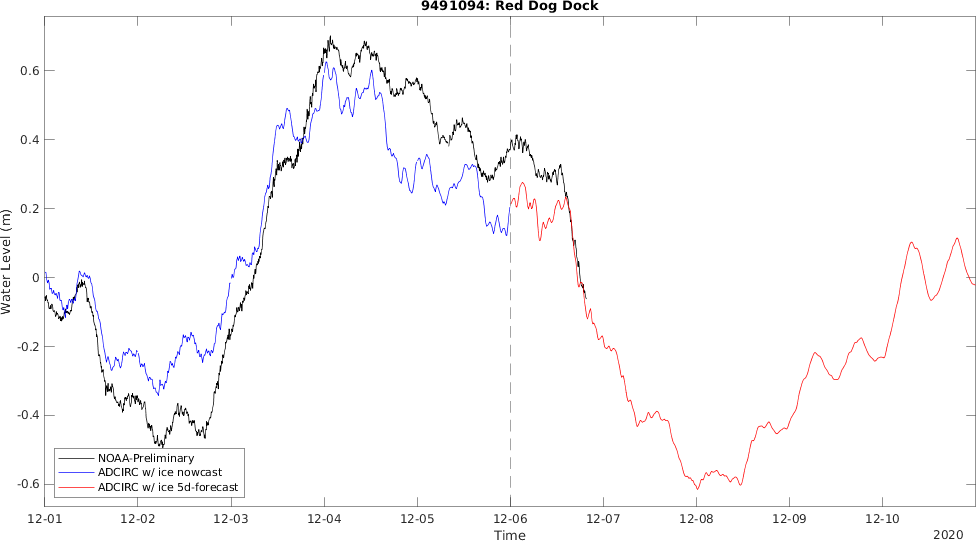 9491094: Red Dog Dock
Water Level (m)
0.6
0.4
0.2
0
-0.2
-0.4
-0.6
NOAA-Preliminary
ADCIRC w/ ice nowcast
ADCIRC w/ ice 5d-forecast
12-01 12-02 12-03 12-04 12-05 12-06 12-07 12-08 12-09 12-10
Time
2020